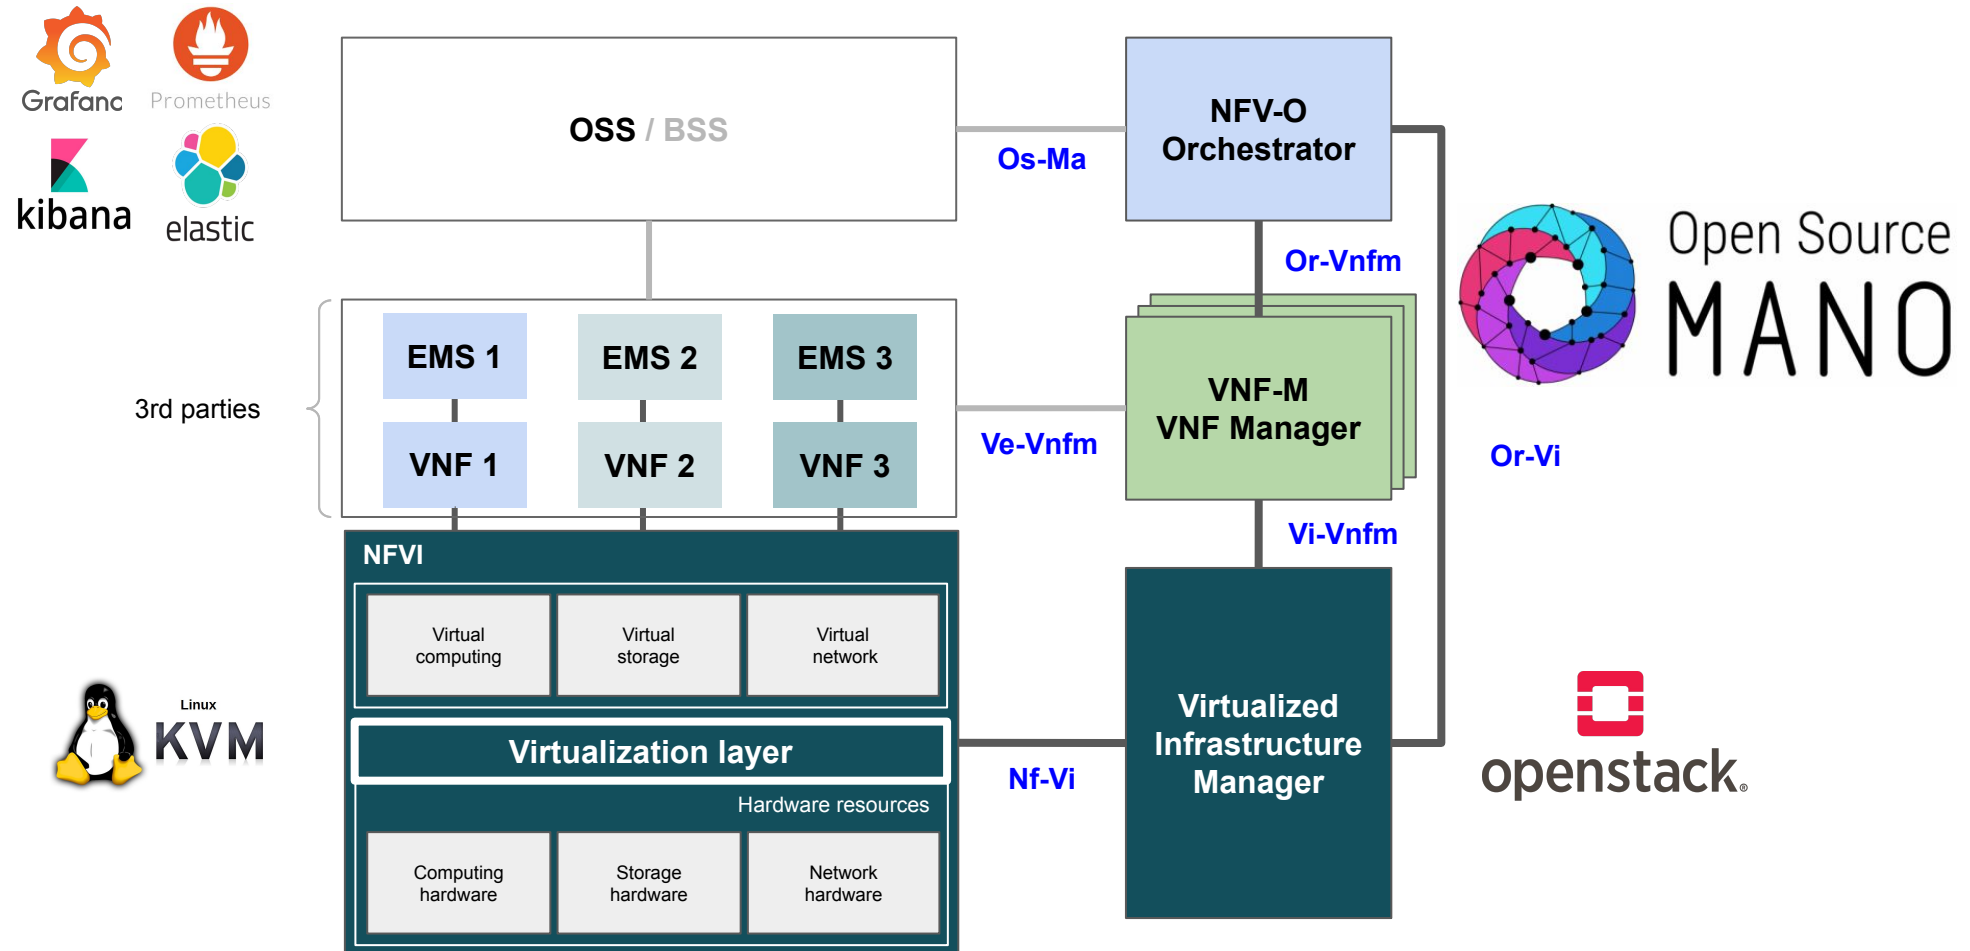 Grafana
Prometheus
kibana
elastic
OSS / BSS
Os-Ma
NFV-O
Orchestrator
Or-Vnfm
Open Source
MANO
3rd parties
EMS 1
EMS 2
EMS 3
VNF 1
VNF 2
VNF 3
Ve-Vnfm
VNF-M
VNF Manager
Or-Vi
Vi-Vnfm
NFVI
Virtual
computing
Virtual
storage
Virtual
network
Linux
KVM
Virtualization layer
Nf-Vi
Virtualized
Infrastructure
Manager
openstack®
Hardware resources
Computing
hardware
Storage
hardware
Network
hardware